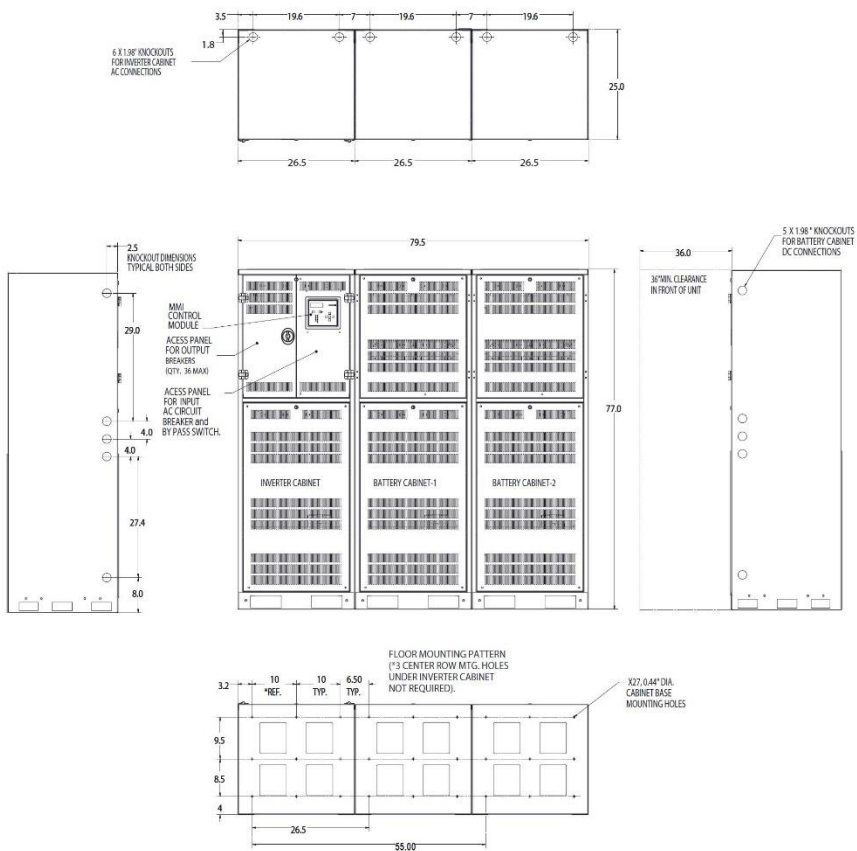 3.5
19.6
7
19.6
7
19.6
1.8
6 X 1.98" KNOCKOUTS
FOR INVERTER CABINET
AC CONNECTIONS
25.0
26.5
26.5
26.5
2.5
KNOCKOUT DIMENSIONS
TYPICAL BOTH SIDES
79.5
36.0
5 X 1.98 " KNOCKOUTS
FOR BATTERY CABINET
DC CONNECTIONS
36"MIN. CLEARANCE
IN FRONT OF UNIT
29.0
MMI
CONTROL
MODULE
ACESS PANEL
FOR OUTPUT
BREAKERS
(QTY. 36 MAX)
ACESS PANEL
FOR INPUT
AC CIRCUIT
BREAKER and
BY PASS SWITCH.
77.0
4.0
4.0
27.4
8.0
INVERTER CABINET
BATTERY CABINET-1
BATTERY CABINET-2
FLOOR MOUNTING PATTERN
(*3 CENTER ROW MTG. HOLES
UNDER INVERTER CABINET
NOT REQUIRED).
3.2
10
*REF.
10
TYP.
6.50
TYP.
X27, 0.44" DIA.
CABINET BASE
MOUNTING HOLES
9.5
8.5
4
26.5
55.00